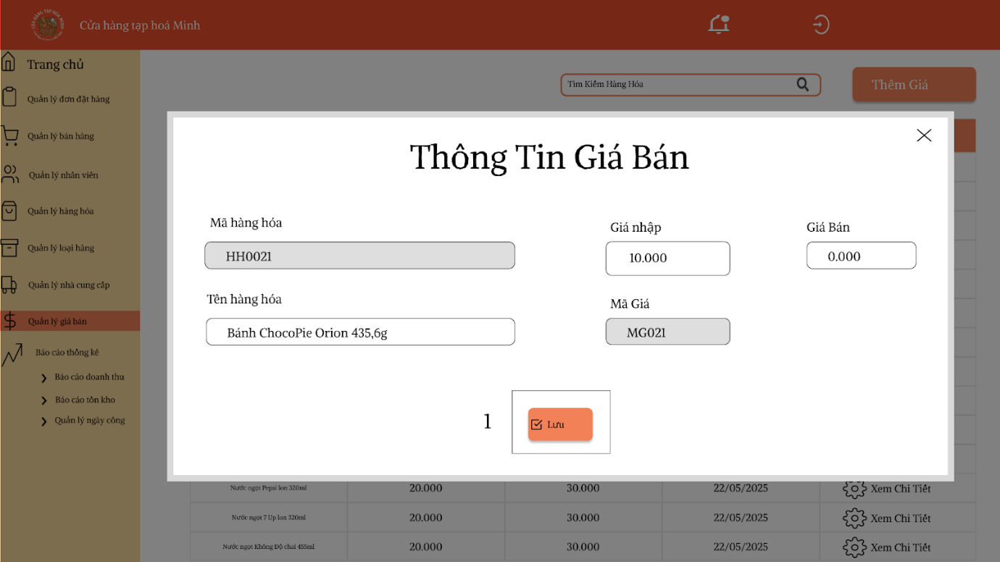 CỬA HÀNG TẠP HÓA MINH
Cửa hàng tạp hoá Minh
Trang chủ
Quản lý đơn đặt hàng
Quản lý bán hàng
Quản lý nhân viên
Quản lý hàng hóa
Quản lý loại hàng
Quản lý nhà cung cấp
Quản lý giá bán
Báo cáo thống kê
Báo cáo doanh thu
Báo cáo tồn kho
Quản lý ngày công
Tìm Kiếm Hàng Hóa
Thêm Giá
Thông Tin Giá Bán
Mã hàng hóa
HH0021
Giá nhập
10.000
Giá Bán
0.000
Tên hàng hóa
Bánh ChocoPie Orion 435,6g
Mã Giá
MG021
1
Lưu
Nước ngọt Pepsi lon 320ml 20.000 30.000 22/05/2025 Xem Chi Tiết
Nước ngọt 7 Up lon 320ml 20.000 30.000 22/05/2025 Xem Chi Tiết
Nước ngọt Không Độ chai 455ml 20.000 30.000 22/05/2025 Xem Chi Tiết